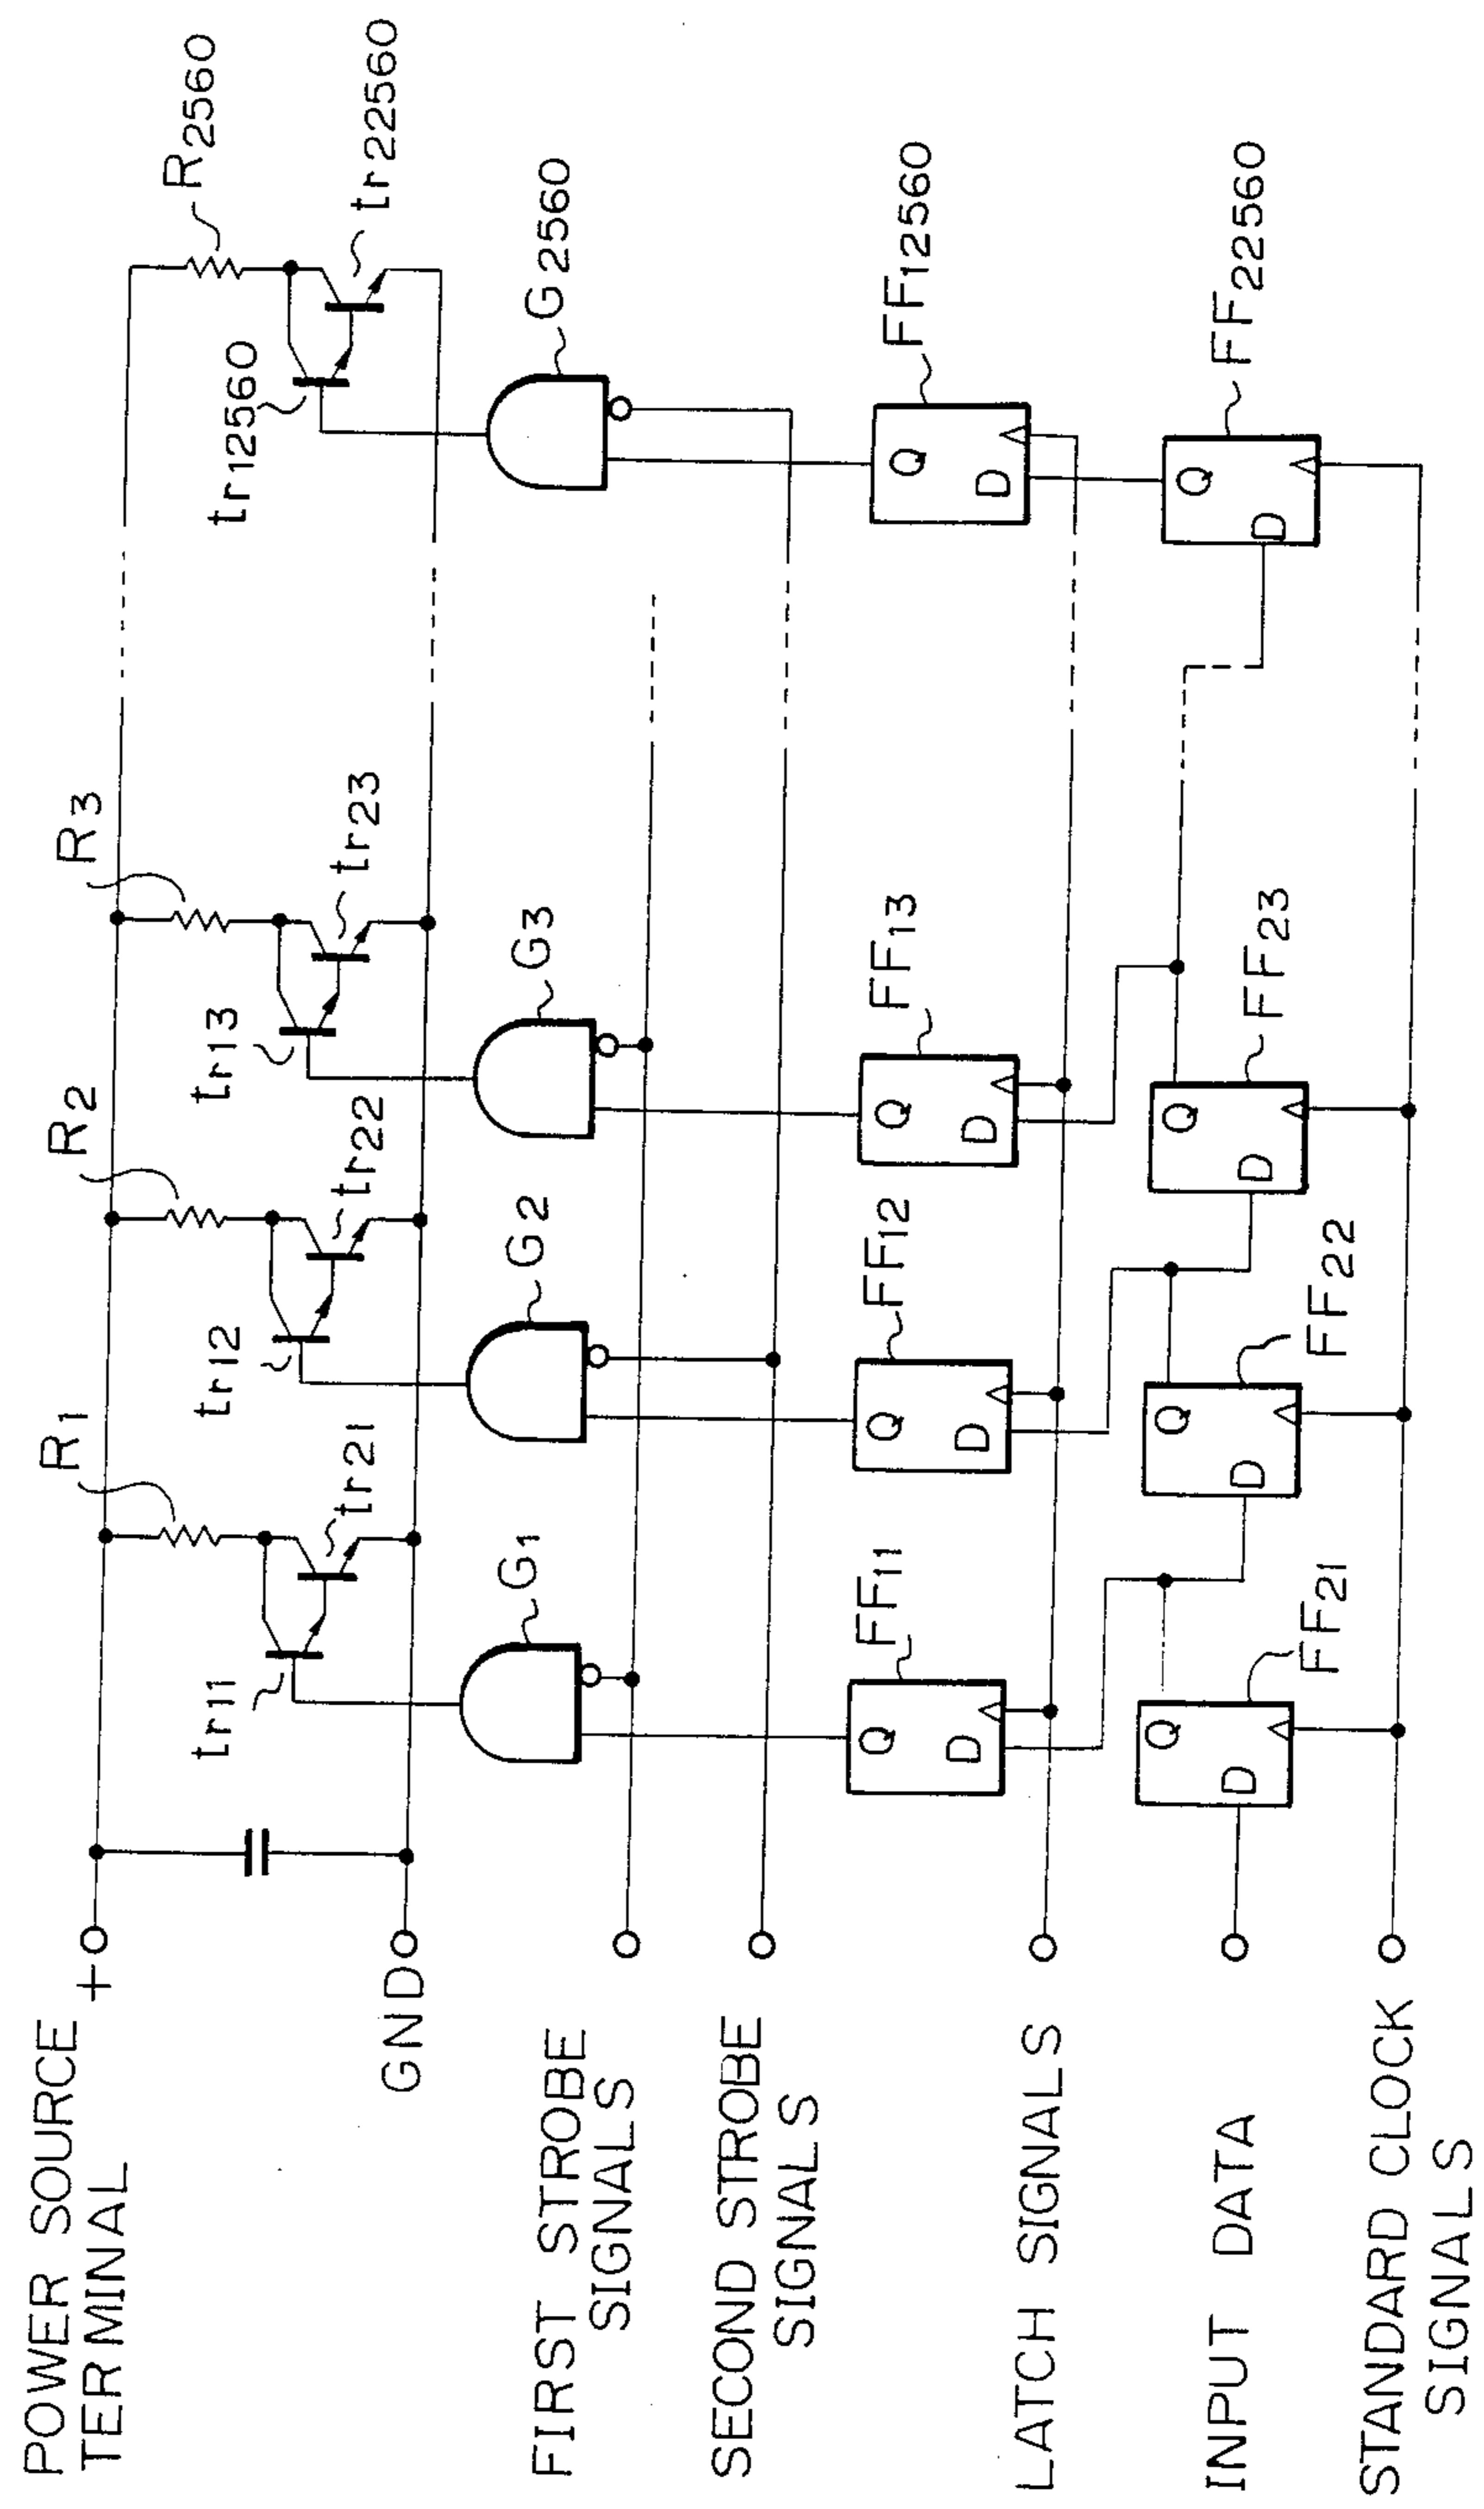 POWER SOURCE
TERMINAL
+
GND
FIRST STROBE
SIGNALS
SECOND STROBE
SIGNALS
LATCH SIGNALS
INPUT DATA
STANDARD CLOCK
SIGNALS
R1
R2
R3
R2560
tr11
tr21
tr12
tr22
tr13
tr23
tr12560
tr22560
G1
G2
G3
G2560
FF11
FF12
FF13
FF12560
Q
D
Q
D
Q
D
Q
D
FF21
FF22
FF23
FF22560
Q
D
Q
D
Q
D
Q
D